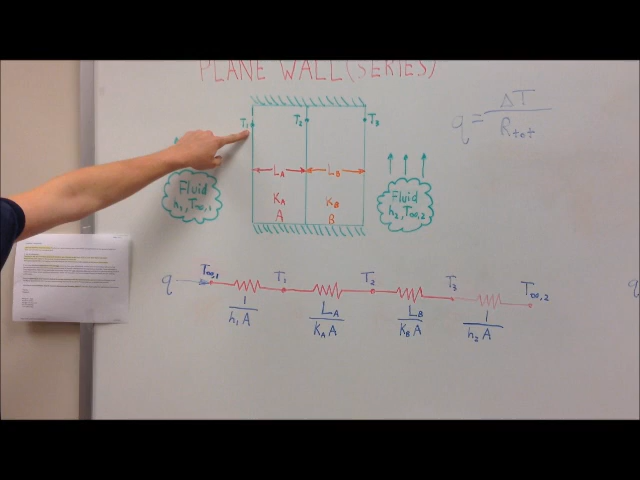 PLANE WALL (SERIES)
T₁ T₂ T₃
q = ΔT / R_tot
L_A L_B
Fluid
h₁, T∞,₁
K_A K_B
A B
Fluid
h₂, T∞,₂
q T∞,₁ T₁ T₂ T₃ T∞,₂
1 / h₁A L_A / K_A A L_B / K_B A 1 / h₂A
q